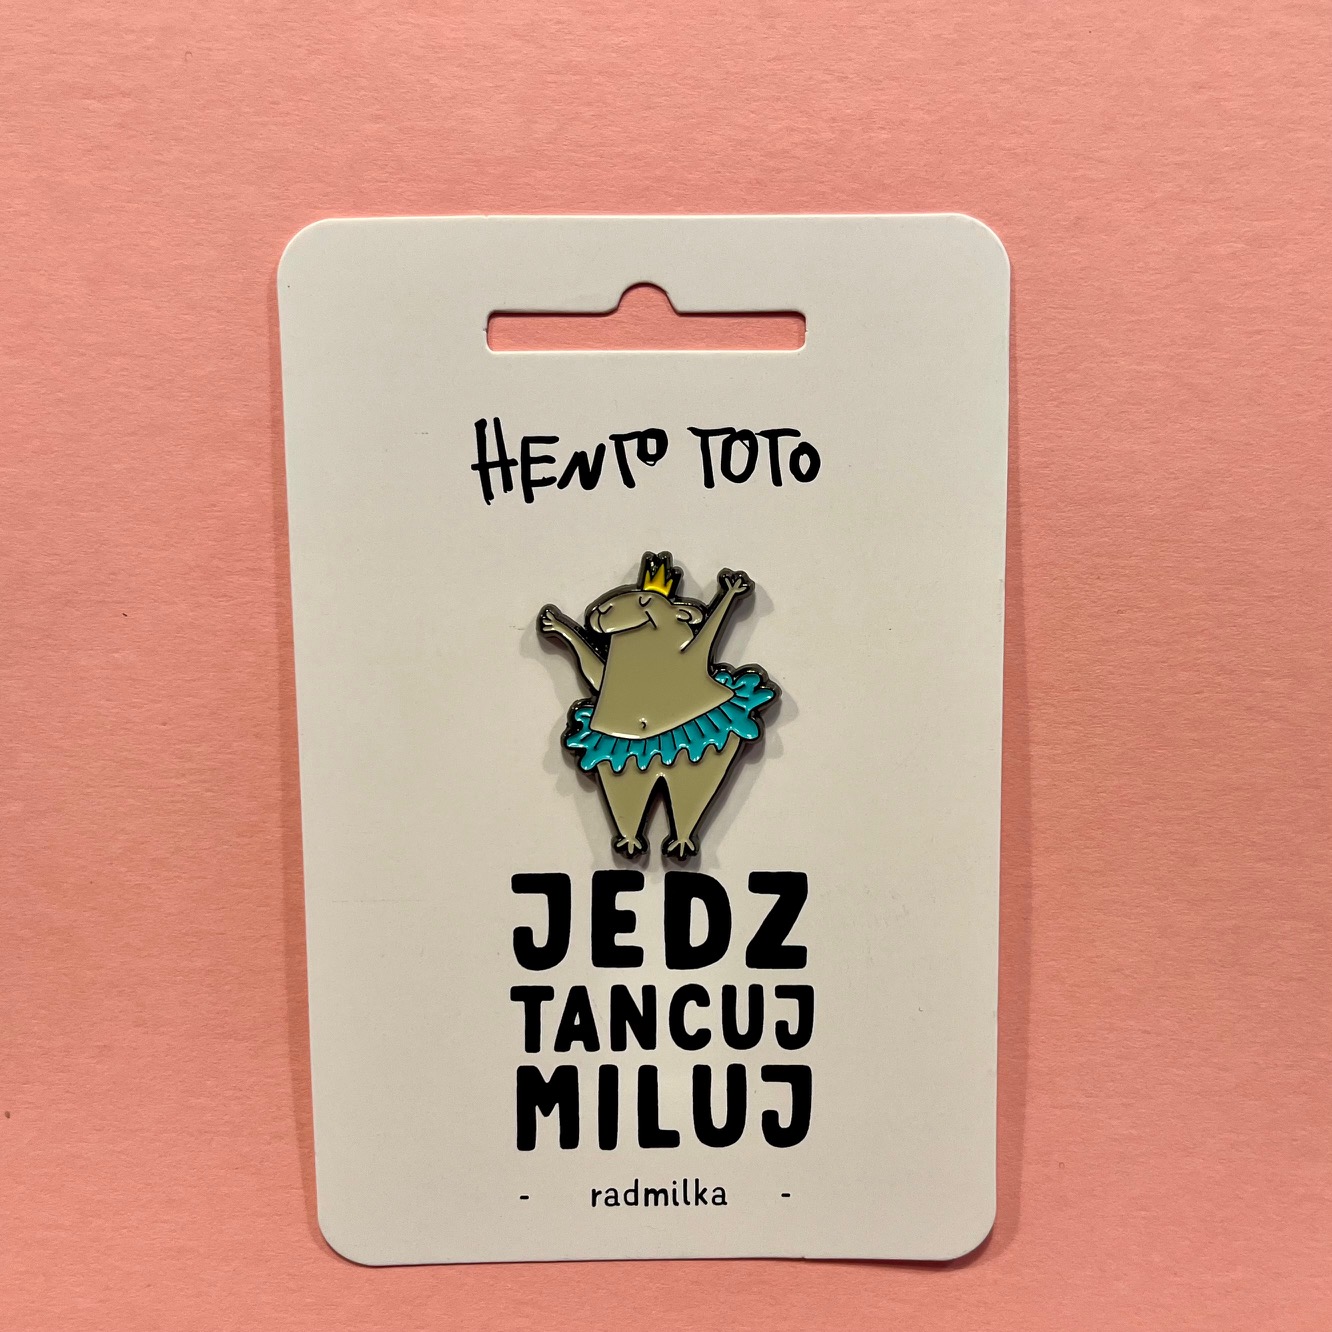 HENTO TOTO
JEDZ
TANCUJ
MILUJ
- radmilka -